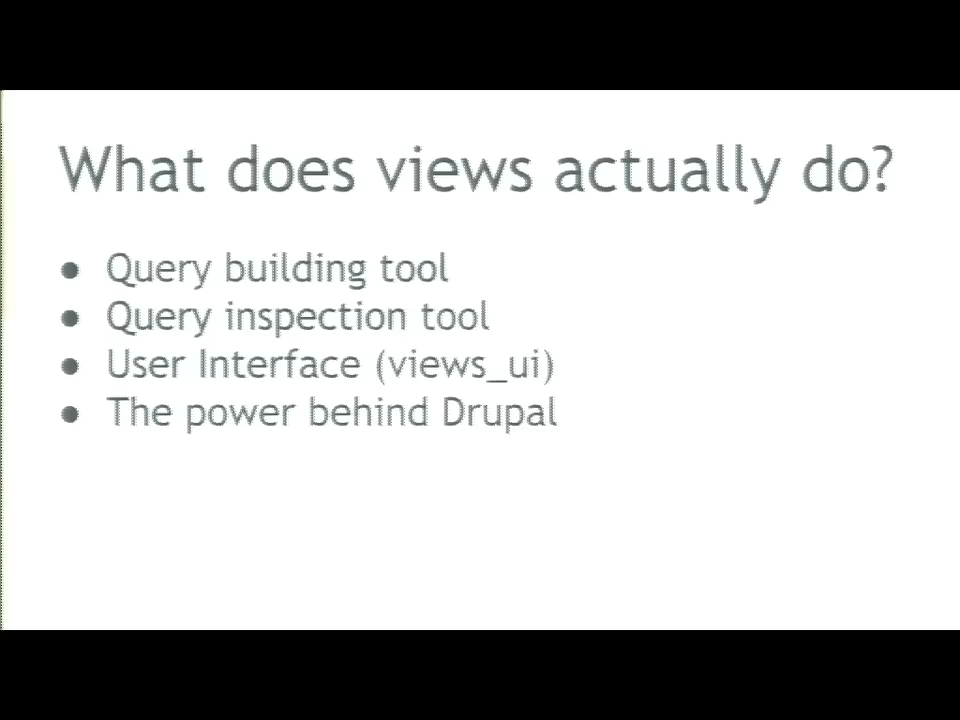 What does views actually do?
● Query building tool
● Query inspection tool
● User Interface (views_ui)
● The power behind Drupal